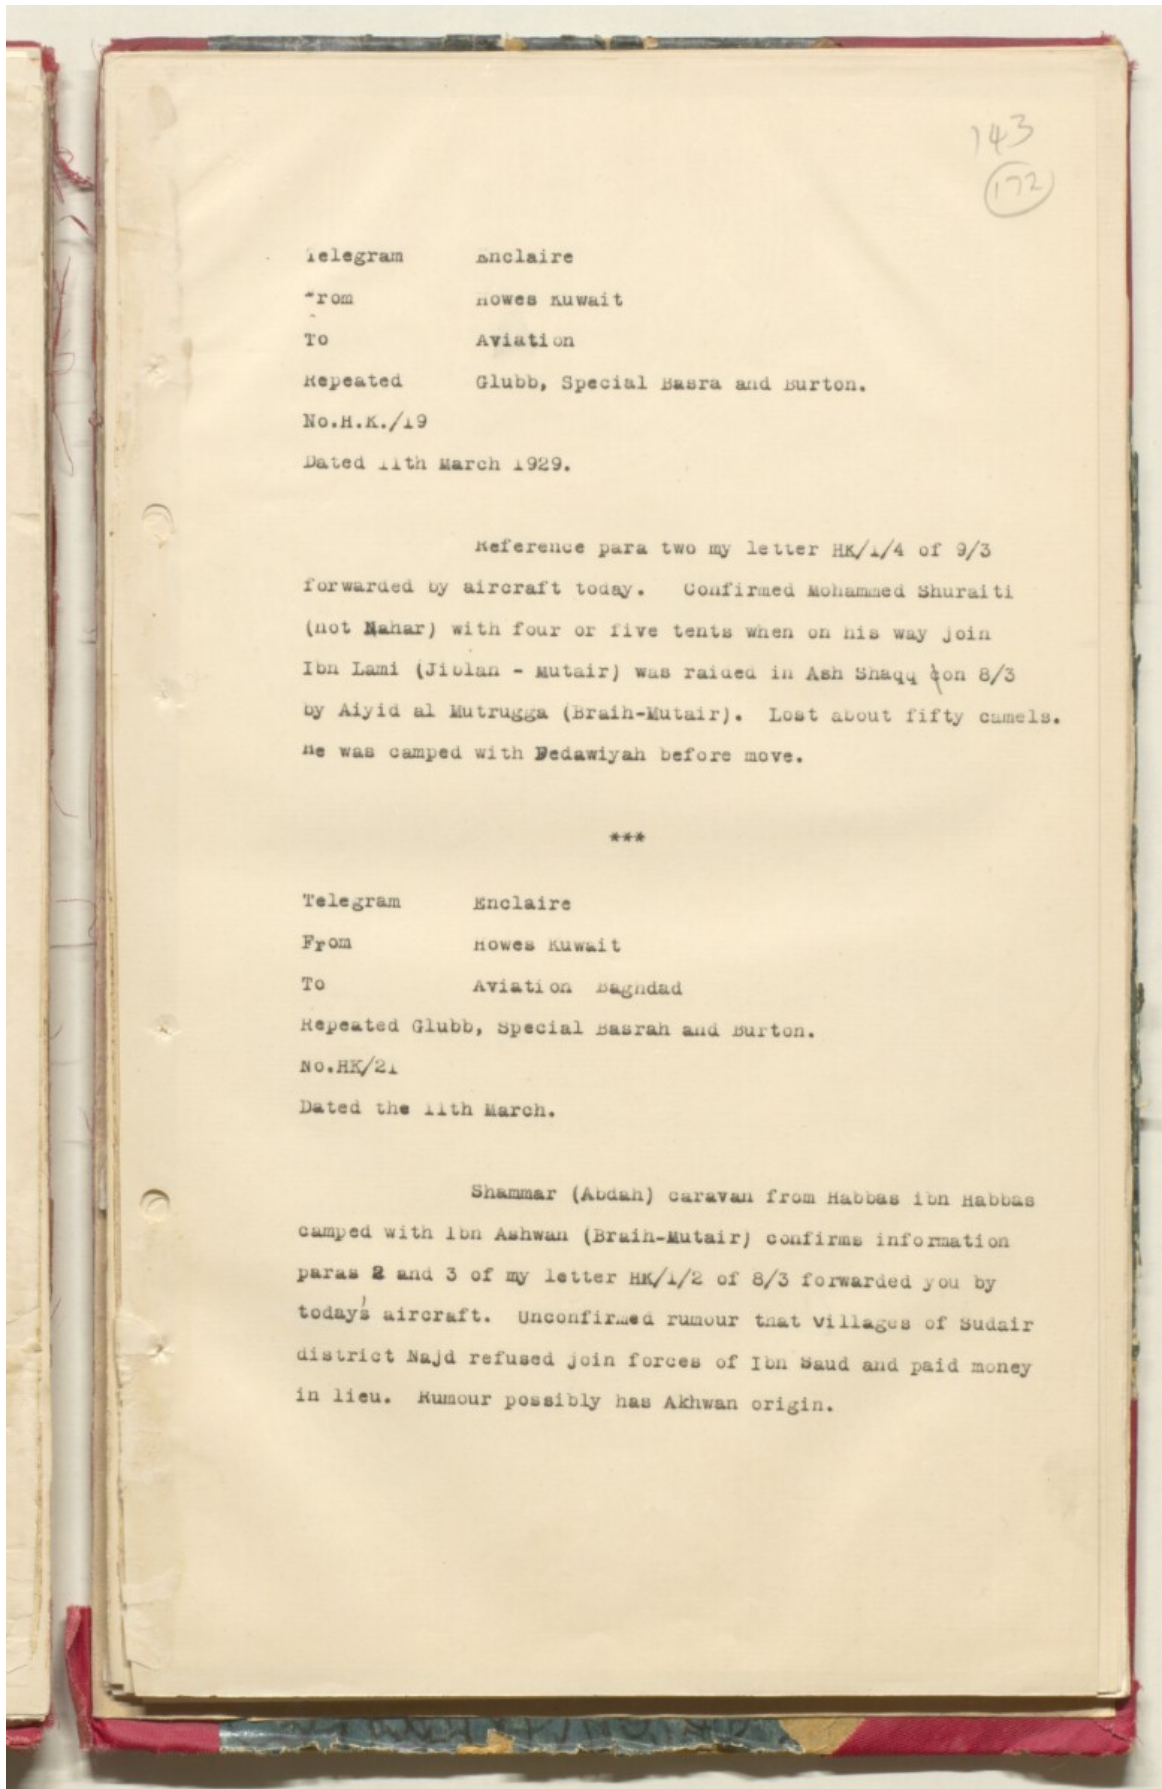 143
172
Telegram Enclaire
From Howes Kuwait
To Aviation
Repeated Glubb, Special Basra and Burton.
No.H.K./19
Dated 11th March 1929.
Reference para two my letter HK/1/4 of 9/3
forwarded by aircraft today. Confirmed Mohammed Shuraiti
(not Nahar) with four or five tents when on his way join
Ibn Lami (Jiblan - Mutair) was raided in Ash Shaqq on 8/3
by Aiyid al Mutrugga (Braih-Mutair). Lost about fifty camels.
He was camped with Fedawiyah before move.
***
Telegram Enclaire
From Howes Kuwait
To Aviation Baghdad
Repeated Glubb, Special Basrah and Burton.
No.HK/21
Dated the 11th March.
Shammar (Abdah) caravan from Habbas ibn Habbas
camped with Ibn Ashwan (Braih-Mutair) confirms information
paras 2 and 3 of my letter HK/1/2 of 8/3 forwarded you by
today's aircraft. Unconfirmed rumour that villages of Sudair
district Najd refused join forces of Ibn Saud and paid money
in lieu. Rumour possibly has Akhwan origin.